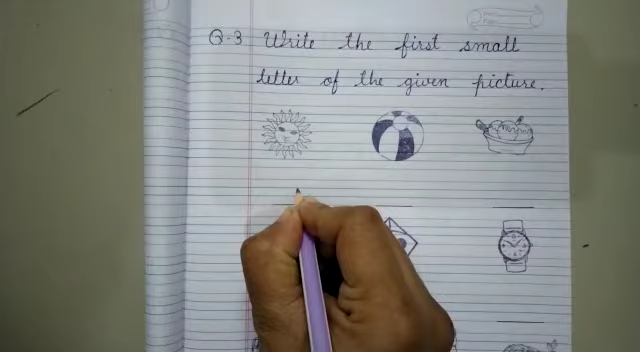 Q-3 Write the first small
letter of the given picture.